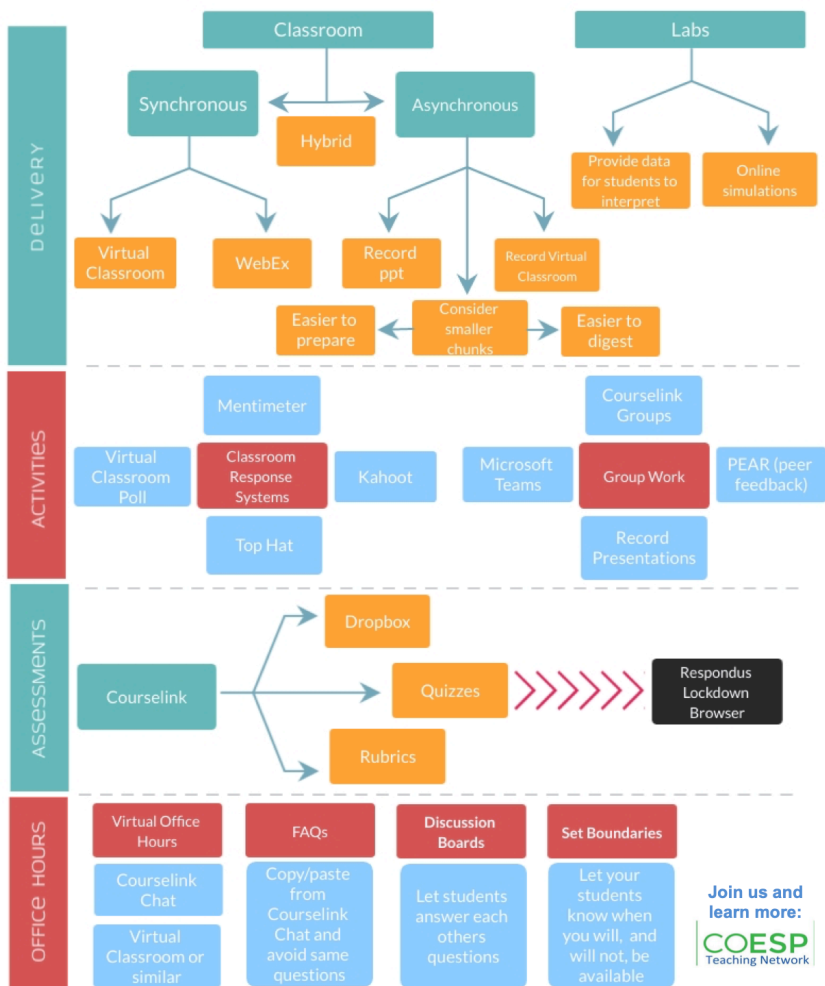 DELIVERY
Classroom
Labs
Synchronous
Asynchronous
Hybrid
Provide data
for students to
interpret
Online
simulations
Virtual
Classroom
WebEx
Record
ppt
Record Virtual
Classroom
Easier to
prepare
Consider
smaller
chunks
Easier to
digest
ACTIVITIES
Mentimeter
Virtual
Classroom
Poll
Classroom
Response
Systems
Kahoot
Top Hat
Courselink
Groups
Microsoft
Teams
Group Work
PEAR (peer
feedback)
Record
Presentations
ASSESSMENTS
Courselink
Dropbox
Quizzes
Rubrics
Respondus
Lockdown
Browser
OFFICE HOURS
Virtual Office
Hours
Courselink
Chat
Virtual
Classroom or
similar
FAQs
Copy/paste
from
Courselink
Chat and
avoid same
questions
Discussion
Boards
Let students
answer each
others
questions
Set Boundaries
Let your
students
know when
you will, and
will not, be
available
Join us and
learn more:
COESP
Teaching Network